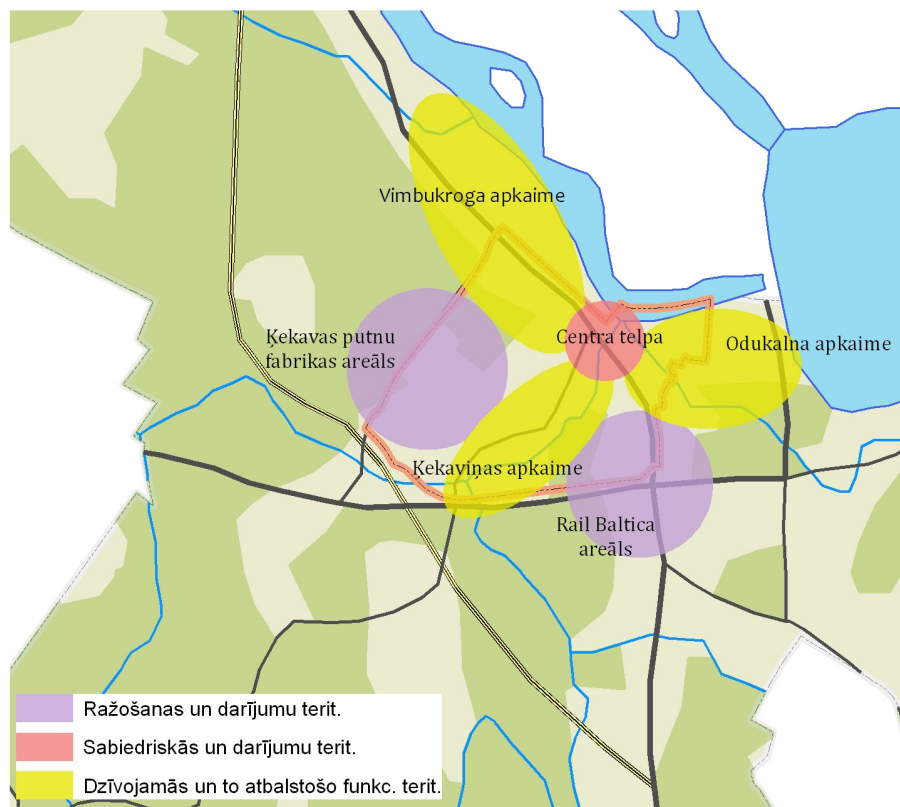 Vimbukroga apkaime
Ķekavas putnu
fabrikas areāls
Centra telpa
Odukalna apkaime
Ķekaviņas apkaime
Rail Baltica
areāls
Ražošanas un darījumu terit.
Sabiedriskās un darījumu terit.
Dzīvojamās un to atbalstošo funkc. terit.